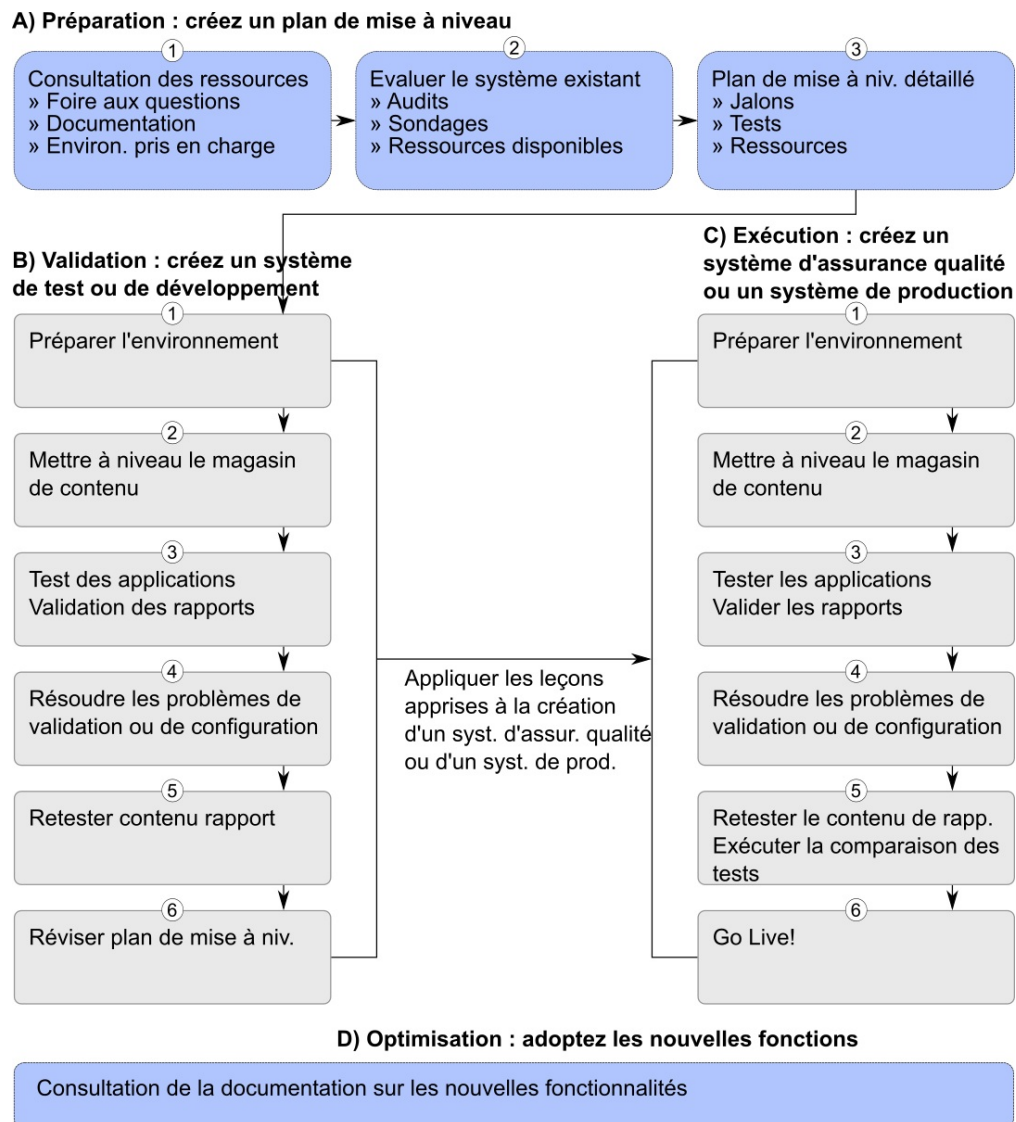 A) Préparation : créez un plan de mise à niveau
1
Consultation des ressources
» Foire aux questions
» Documentation
» Environ. pris en charge
2
Evaluer le système existant
» Audits
» Sondages
» Ressources disponibles
3
Plan de mise à niv. détaillé
» Jalons
» Tests
» Ressources
B) Validation : créez un système
de test ou de développement
1
Préparer l'environnement
2
Mettre à niveau le magasin
de contenu
3
Test des applications
Validation des rapports
4
Résoudre les problèmes de
validation ou de configuration
5
Retester contenu rapport
6
Réviser plan de mise à niv.
Appliquer les leçons
apprises à la création
d'un syst. d'assur. qualité
ou d'un syst. de prod.
C) Exécution : créez un
système d'assurance qualité
ou un système de production
1
Préparer l'environnement
2
Mettre à niveau le magasin
de contenu
3
Tester les applications
Valider les rapports
4
Résoudre les problèmes de
validation ou de configuration
5
Retester le contenu de rapp.
Exécuter la comparaison des
tests
6
Go Live!
D) Optimisation : adoptez les nouvelles fonctions
Consultation de la documentation sur les nouvelles fonctionnalités